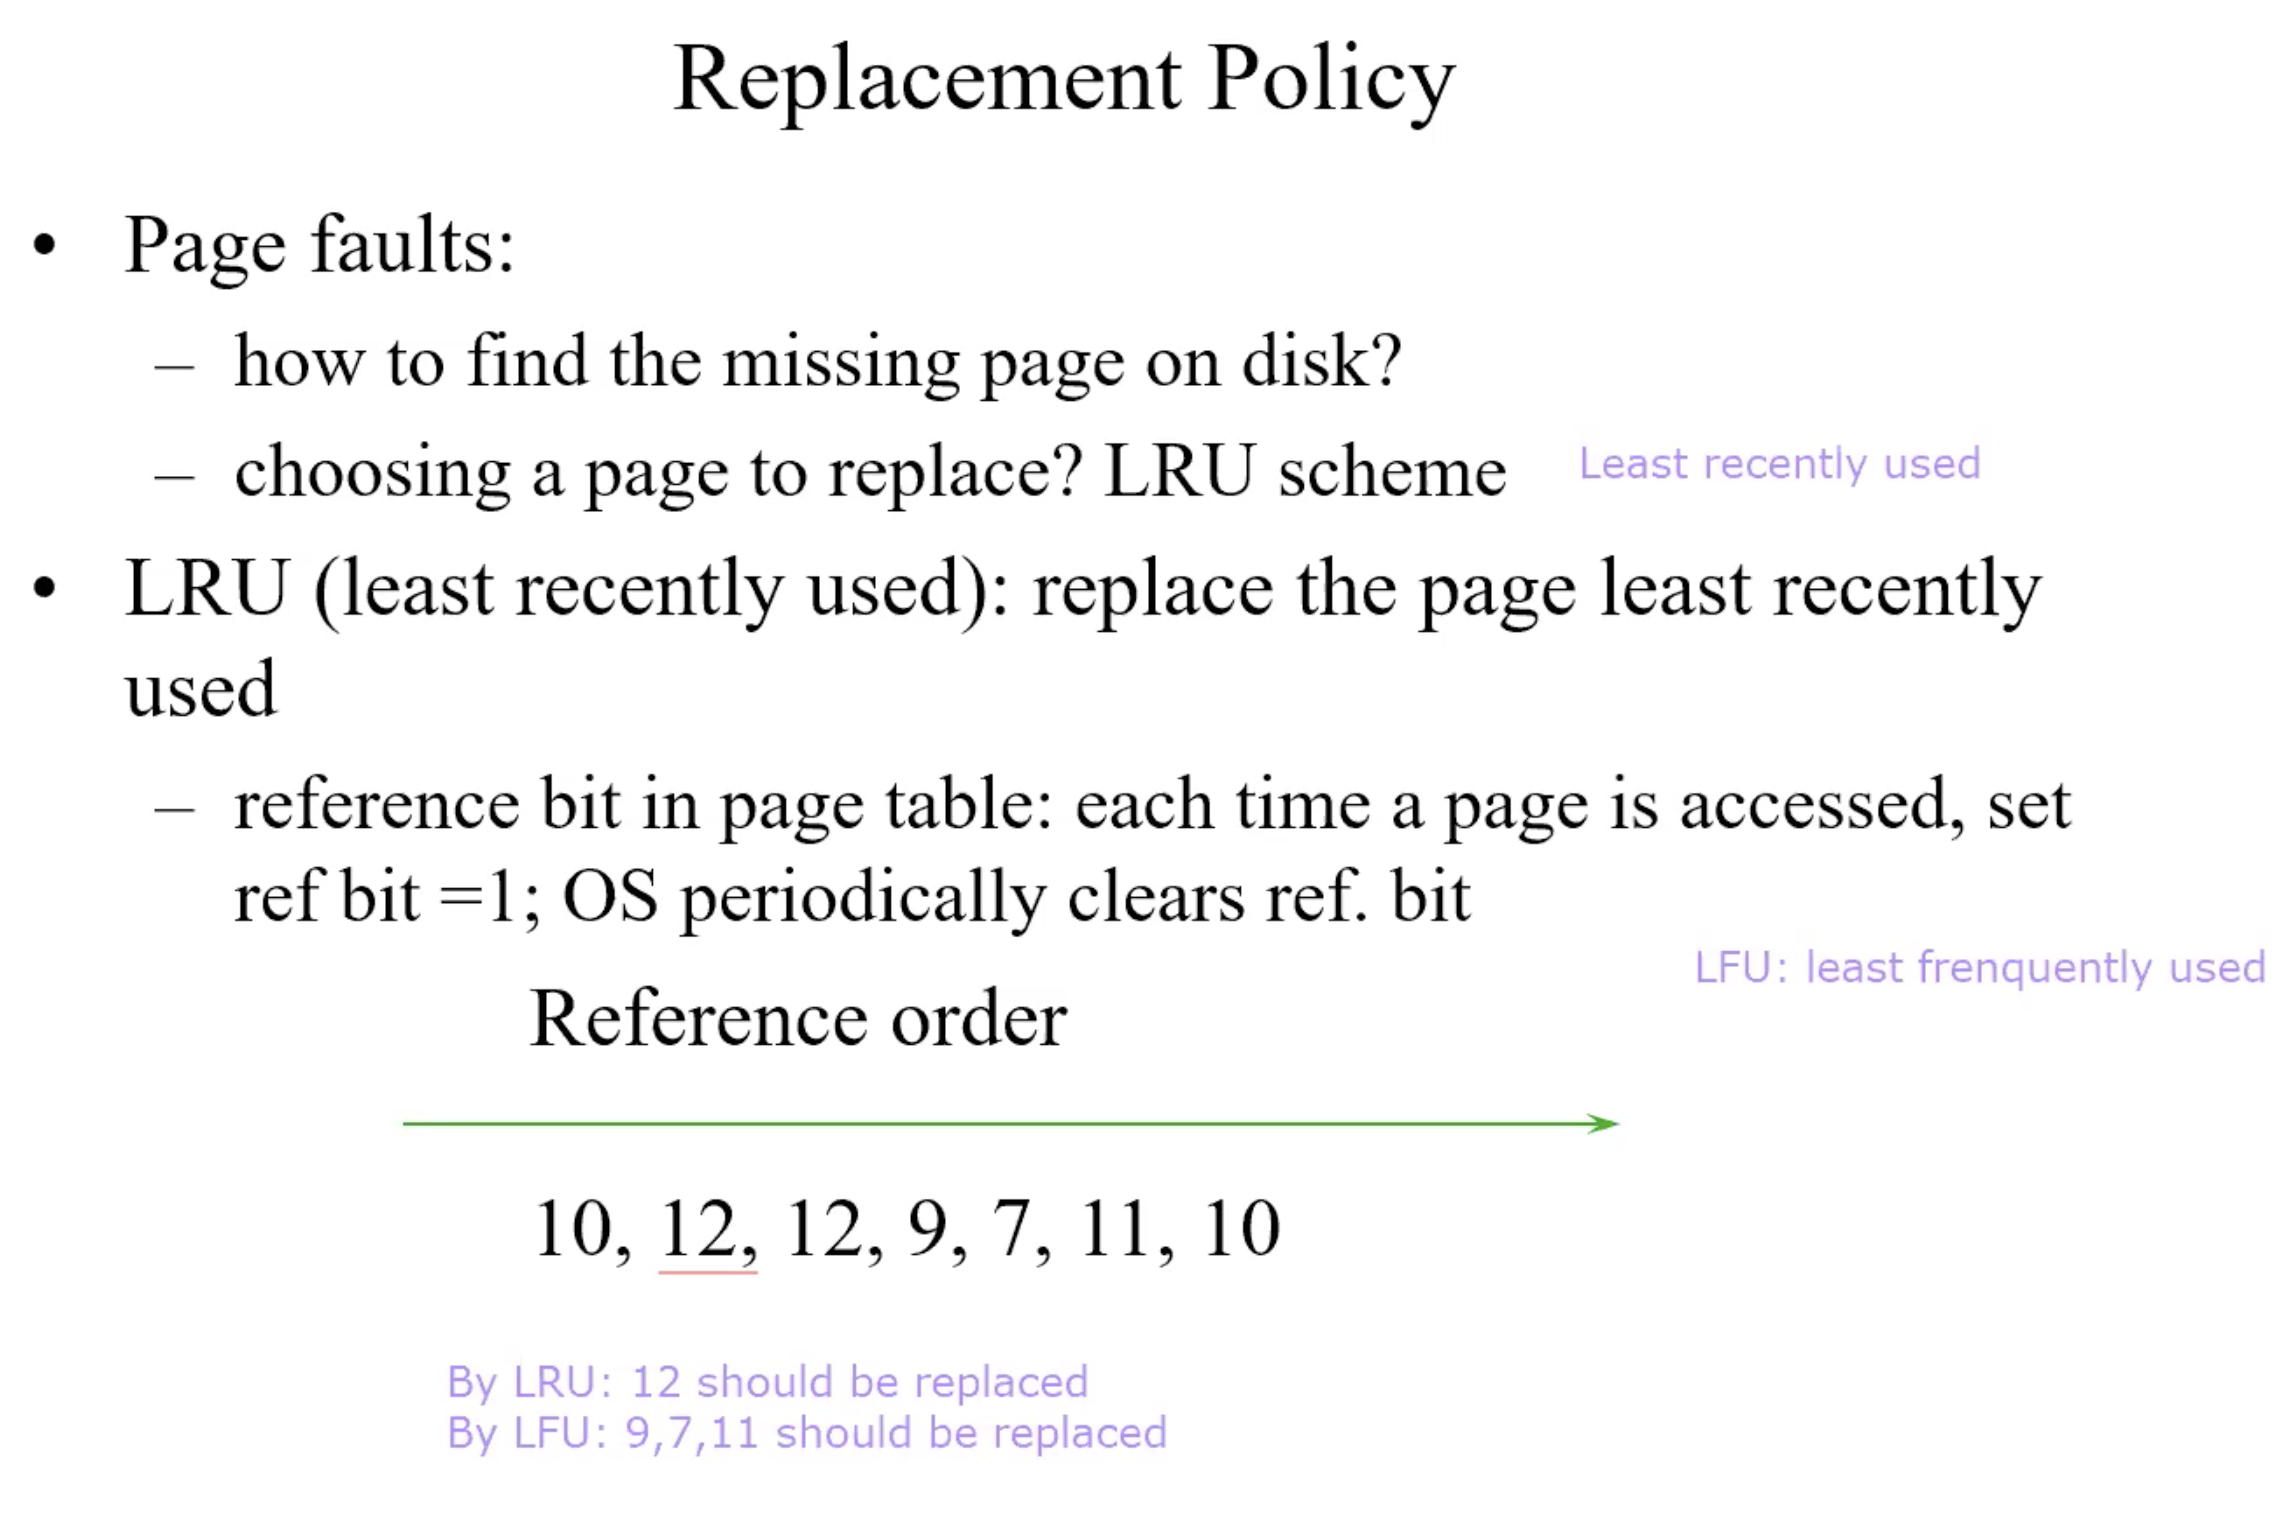 Replacement Policy
• Page faults:
– how to find the missing page on disk?
– choosing a page to replace? LRU scheme Least recently used
• LRU (least recently used): replace the page least recently
used
– reference bit in page table: each time a page is accessed, set
ref bit =1; OS periodically clears ref. bit
LFU: least frenquently used
Reference order
10, 12, 12, 9, 7, 11, 10
By LRU: 12 should be replaced
By LFU: 9,7,11 should be replaced